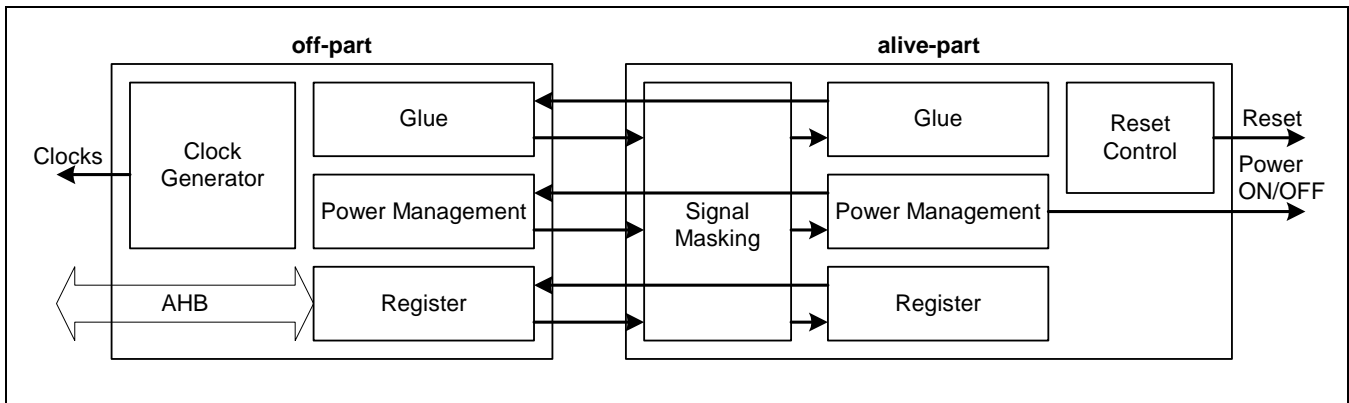 off-part
alive-part
Clocks
Clock
Generator
Glue
Power Management
AHB
Register
Signal
Masking
Glue
Power Management
Register
Reset
Control
Reset
Power
ON/OFF